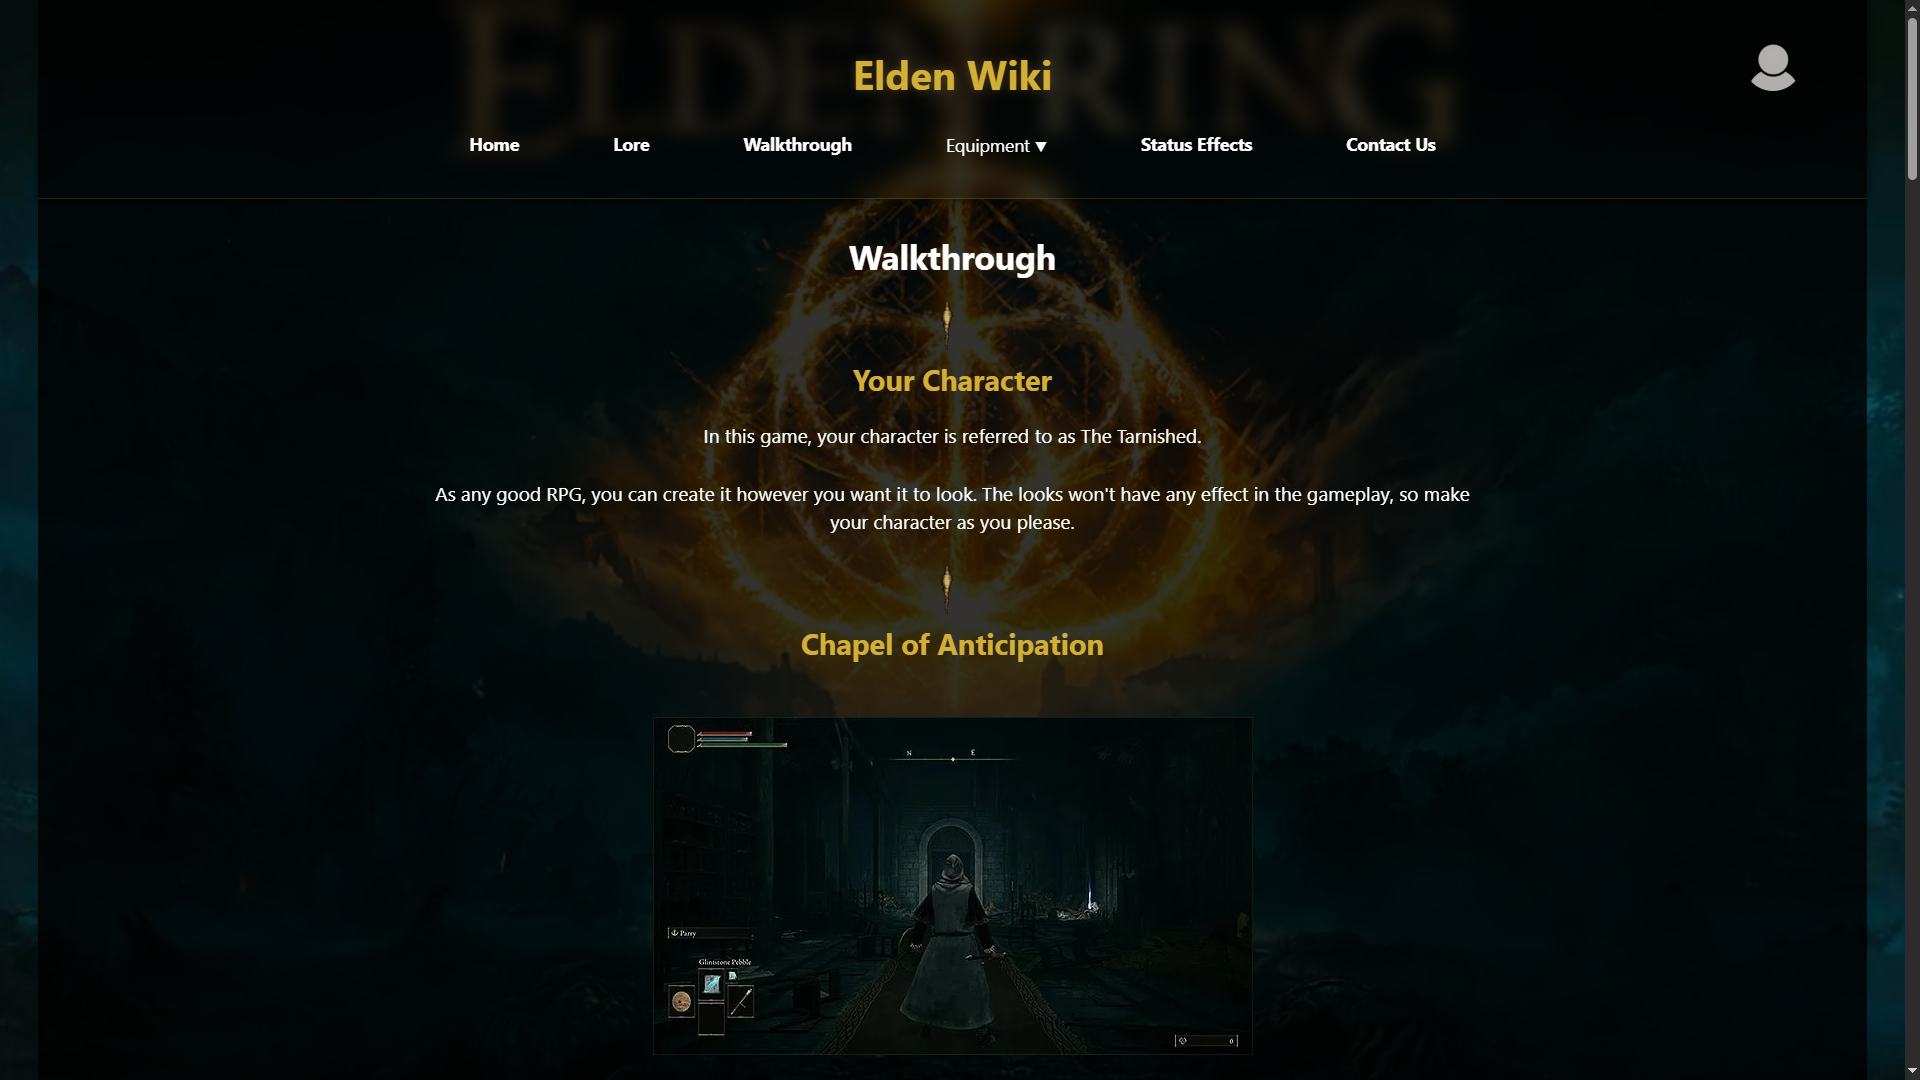 ELDEN RING
Elden Wiki
Home
Lore
Walkthrough
Equipment ▼
Status Effects
Contact Us
Walkthrough
Your Character
In this game, your character is referred to as The Tarnished.
As any good RPG, you can create it however you want it to look. The looks won't have any effect in the gameplay, so make
your character as you please.
Chapel of Anticipation
N E
Parry
Glintstone Pebble
0